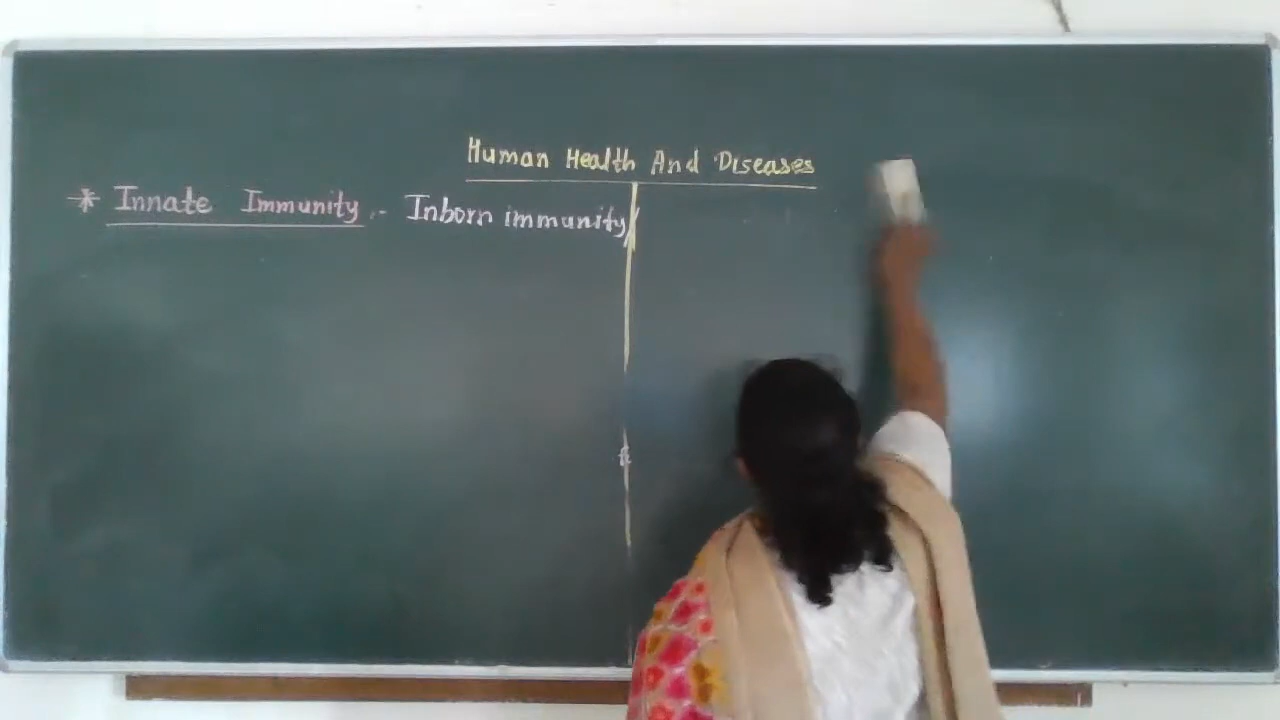 Human Health And Diseases
* Innate Immunity :- Inborn immunity